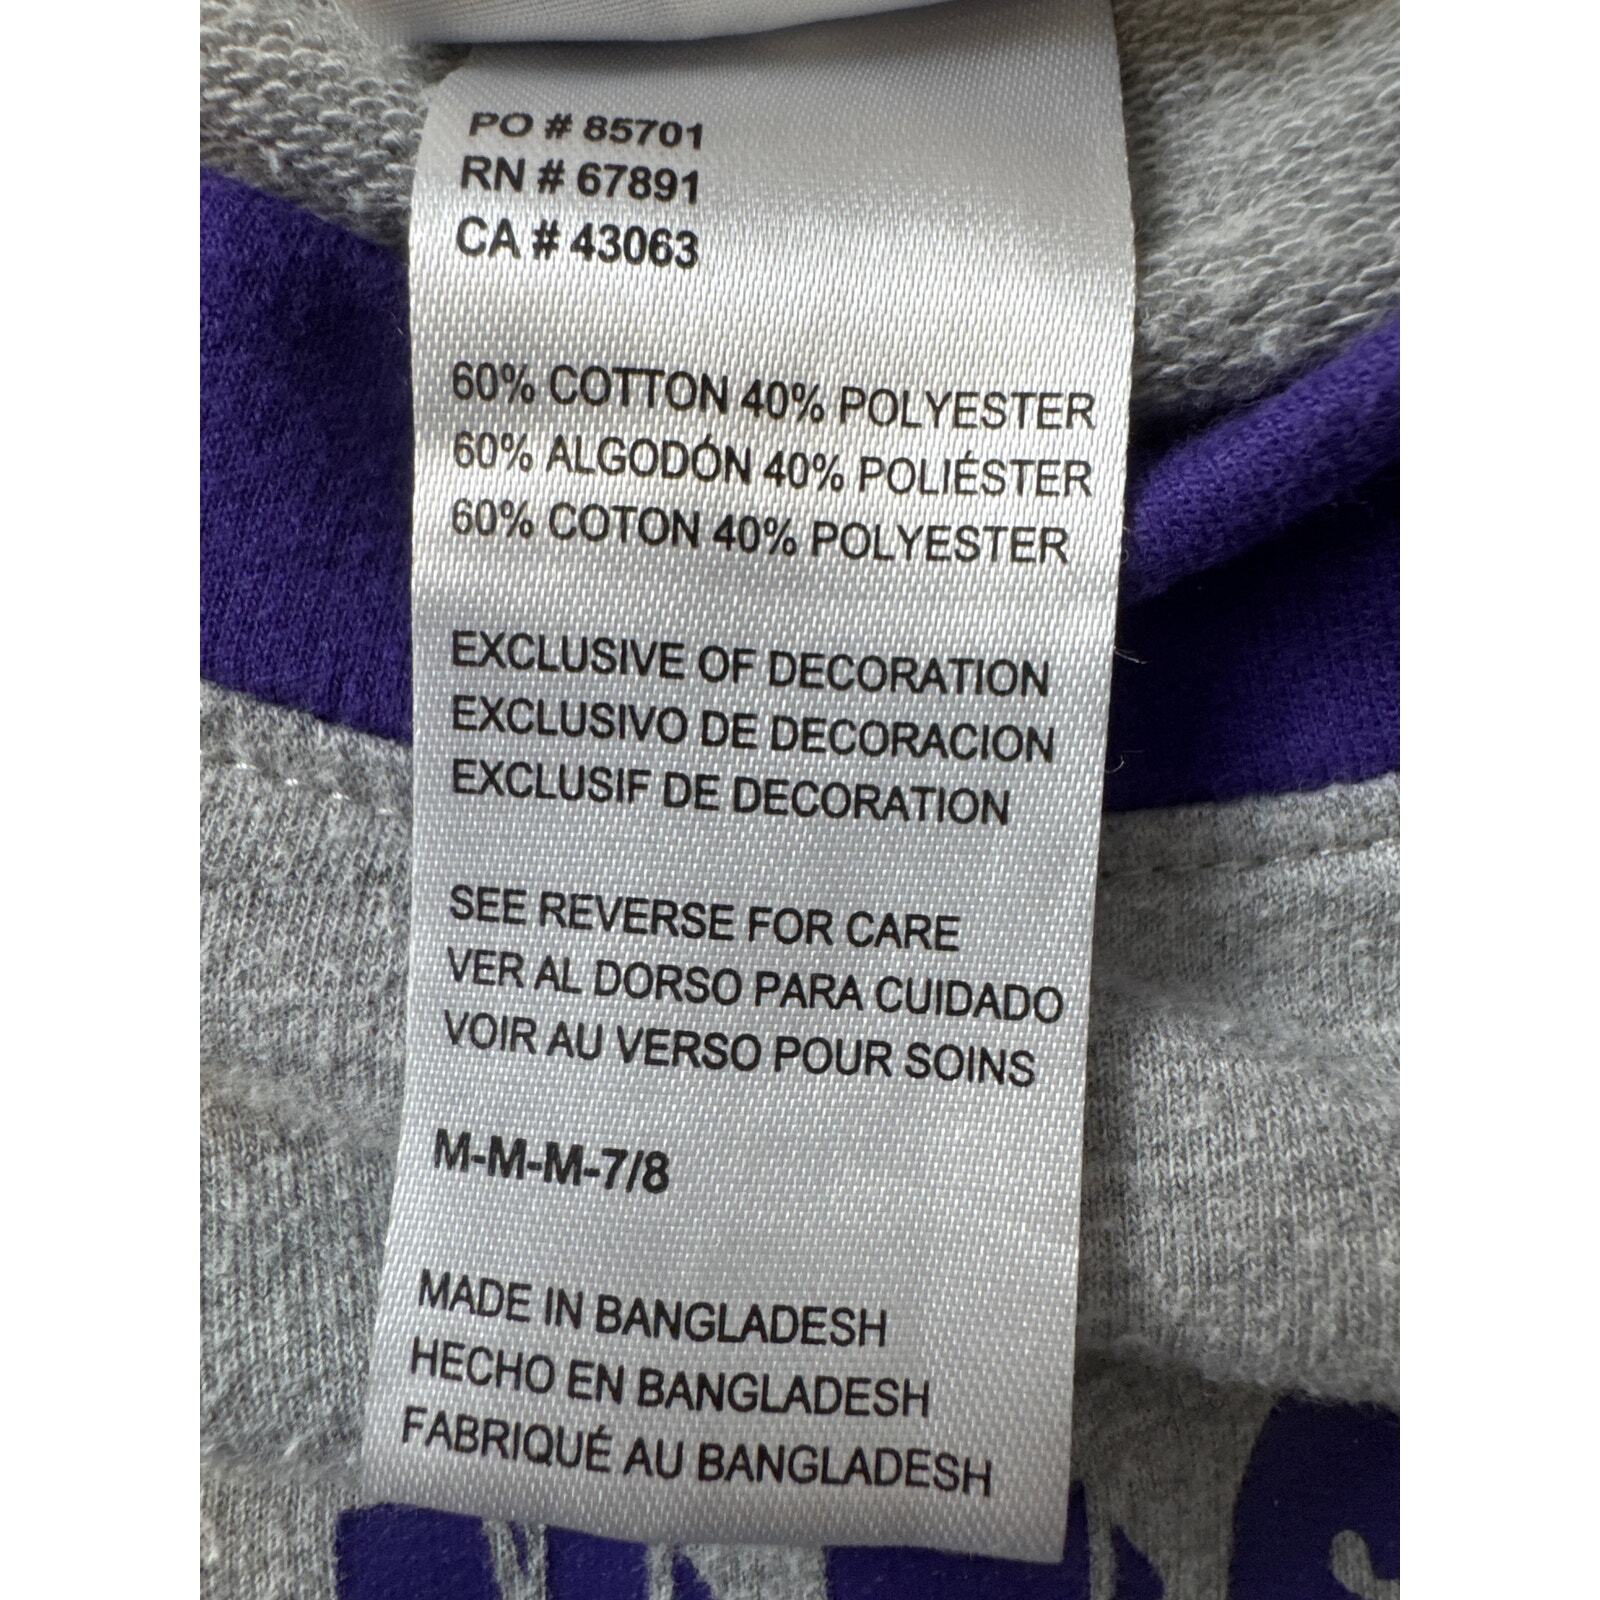 PO # 85701
RN # 67891
CA # 43063
60% COTTON 40% POLYESTER
60% ALGODÓN 40% POLIÉSTER
60% COTON 40% POLYESTER
EXCLUSIVE OF DECORATION
EXCLUSIVO DE DECORACION
EXCLUSIF DE DECORATION
SEE REVERSE FOR CARE
VER AL DORSO PARA CUIDADO
VOIR AU VERSO POUR SOINS
M-M-M-7/8
MADE IN BANGLADESH
HECHO EN BANGLADESH
FABRIQUÉ AU BANGLADESH